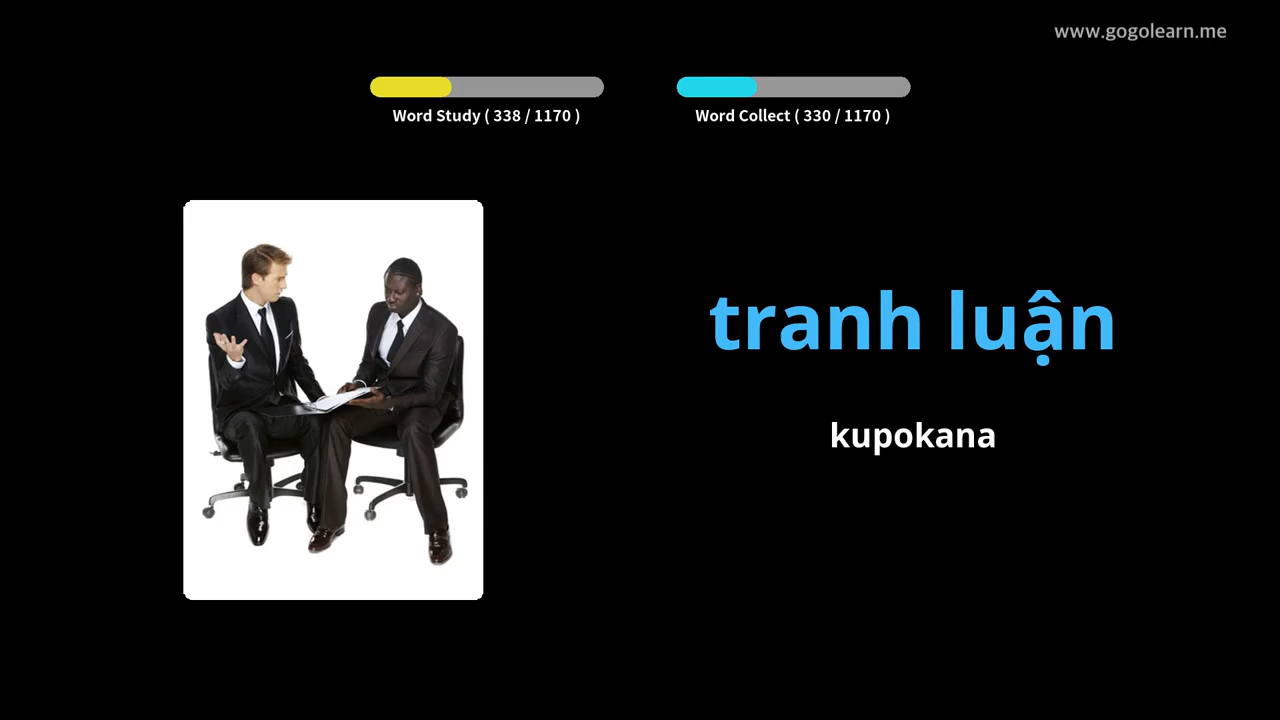 www.gogolearn.me
Word Study ( 338 / 1170 )
Word Collect ( 330 / 1170 )
tranh luận
kupokana